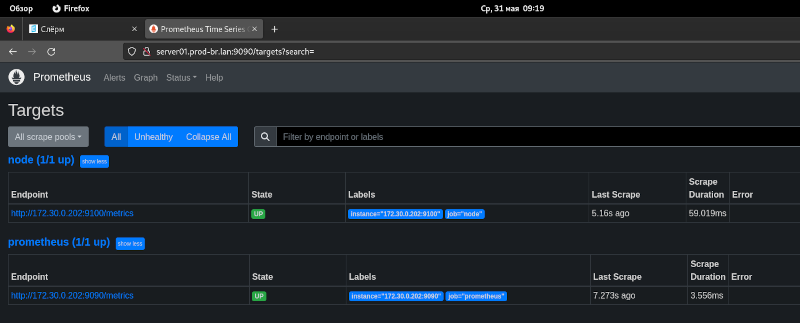 Обзор Firefox Ср, 31 мая 09:19
Слёрм Prometheus Time Series
server01.prod-br.lan:9090/targets?search=
Prometheus Alerts Graph Status Help
Targets
All scrape pools All Unhealthy Collapse All Filter by endpoint or labels
node (1/1 up) show less
Endpoint State Labels Last Scrape Scrape Duration Error
http://172.30.0.202:9100/metrics UP instance="172.30.0.202:9100" job="node" 5.16s ago 59.019ms
prometheus (1/1 up) show less
Endpoint State Labels Last Scrape Scrape Duration Error
http://172.30.0.202:9090/metrics UP instance="172.30.0.202:9090" job="prometheus" 7.273s ago 3.556ms